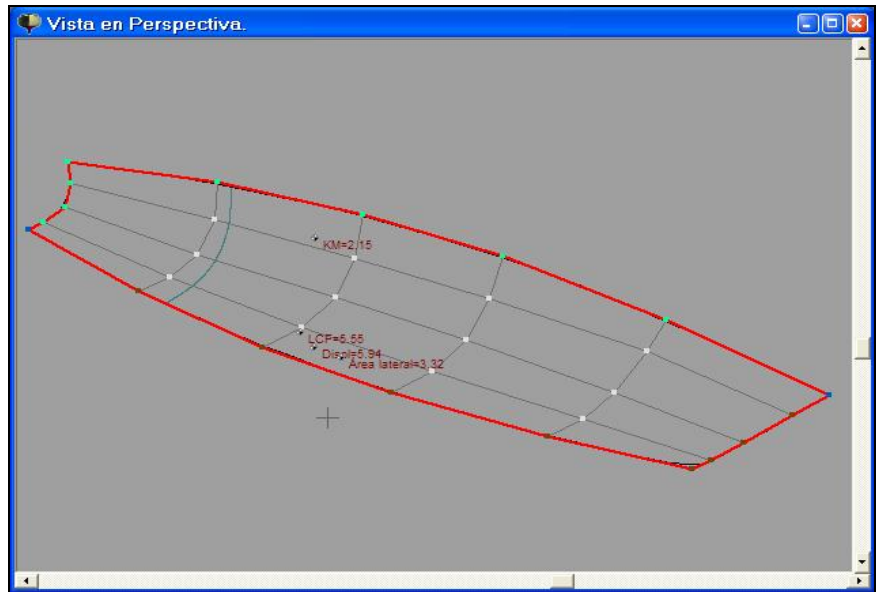 Vista en Perspectiva.
KM=2,15
LCF=5,55
Displ=5,94
Área lateral=3,32